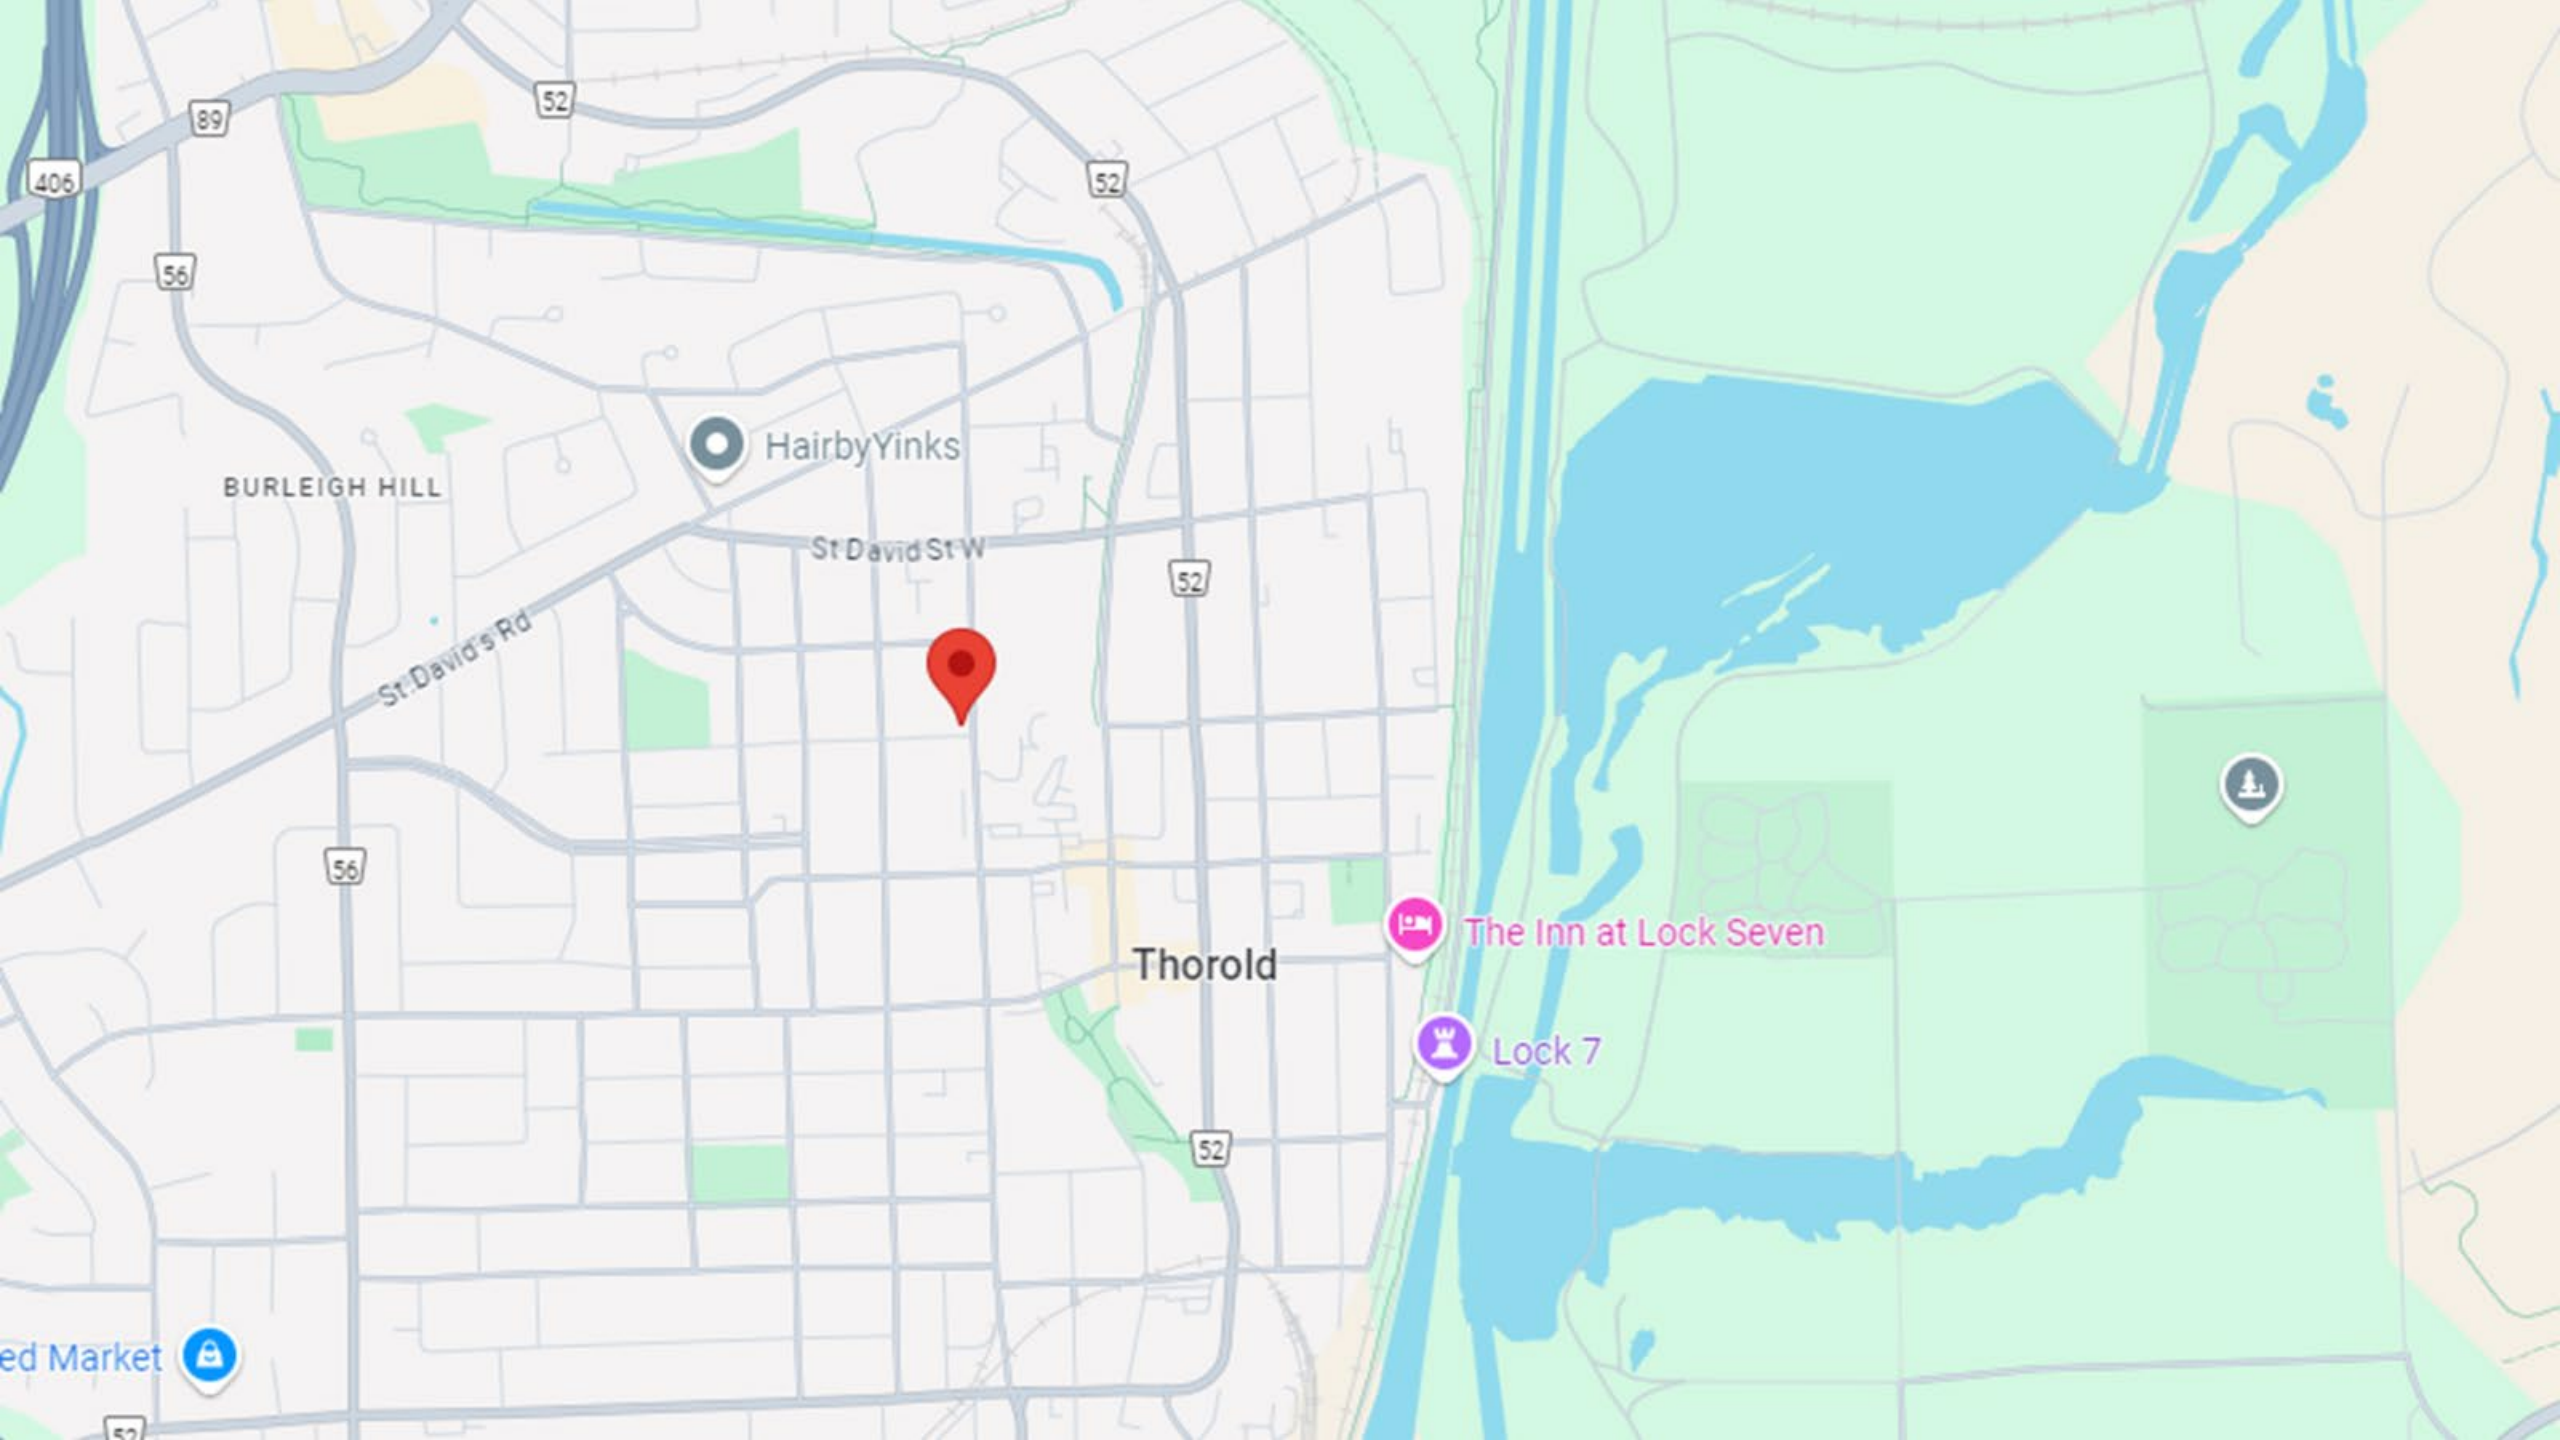 52
89
52
406
56
HairbyYinks
BURLEIGH HILL
St David St W
52
St David's Rd
56
The Inn at Lock Seven
Thorold
Lock 7
52
ed Market
52